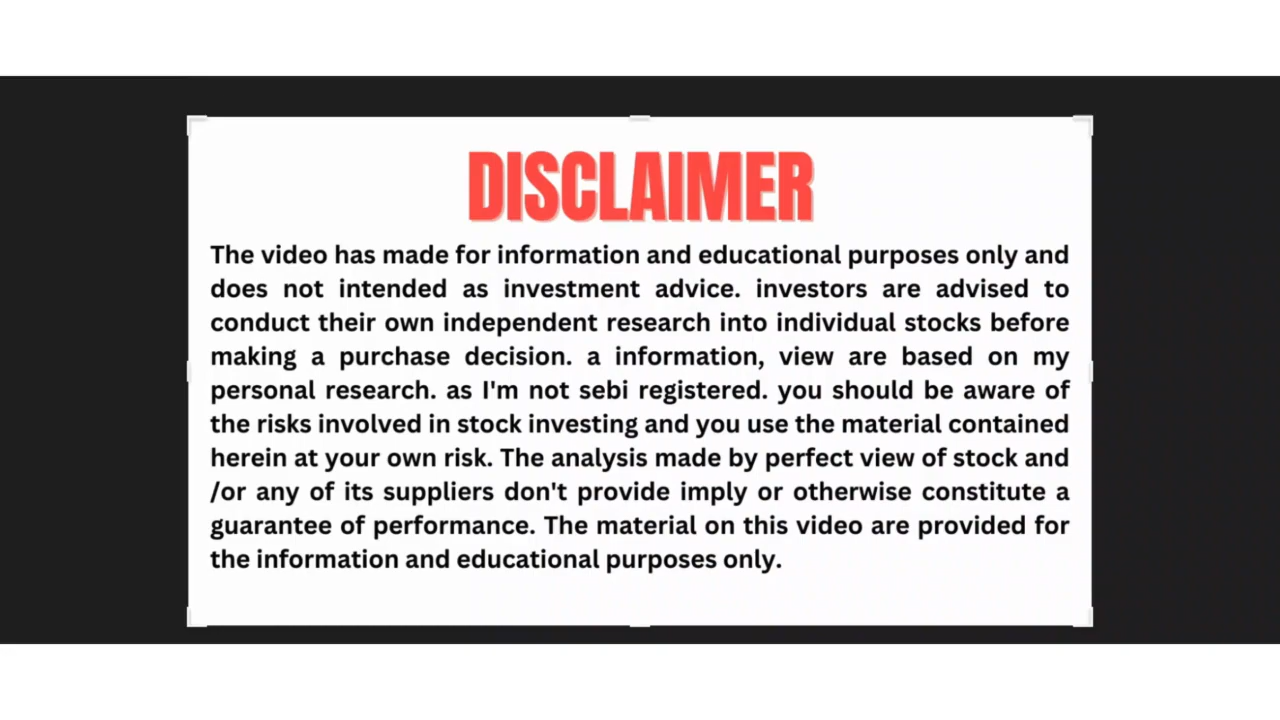 DISCLAIMER
The video has made for information and educational purposes only and
does not intended as investment advice. investors are advised to
conduct their own independent research into individual stocks before
making a purchase decision. a information, view are based on my
personal research. as I'm not sebi registered. you should be aware of
the risks involved in stock investing and you use the material contained
herein at your own risk. The analysis made by perfect view of stock and
/or any of its suppliers don't provide imply or otherwise constitute a
guarantee of performance. The material on this video are provided for
the information and educational purposes only.